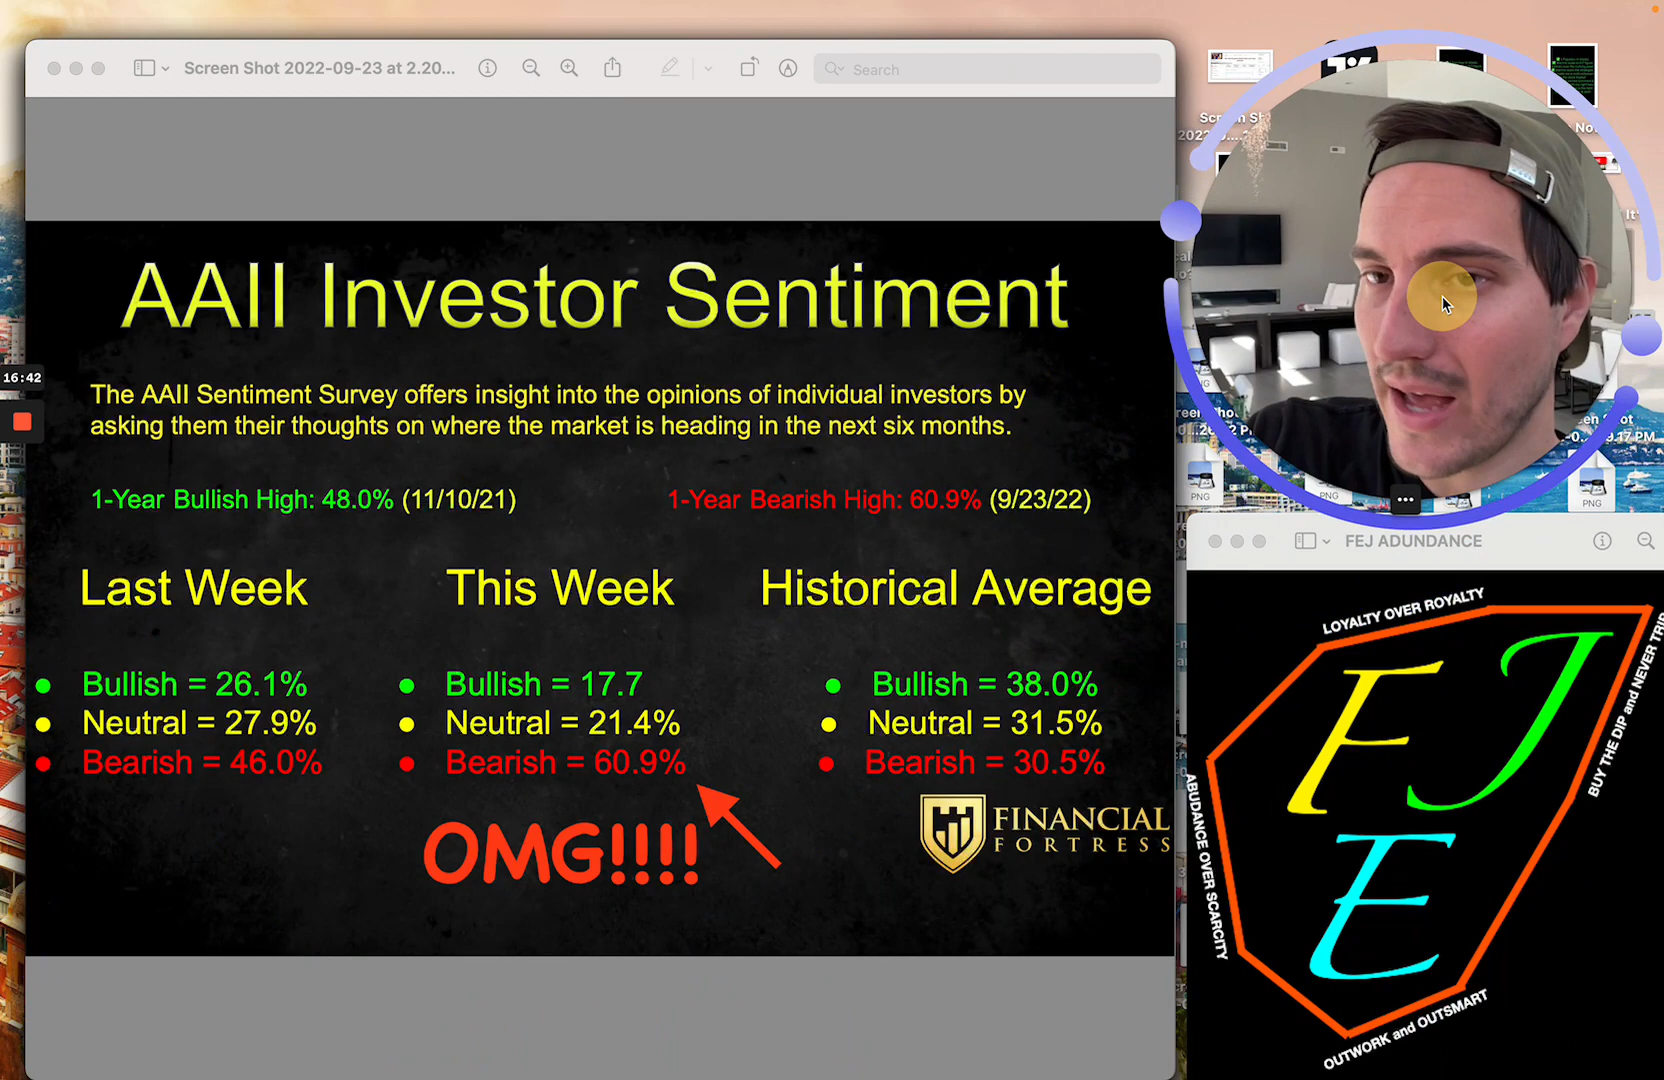 Screen Shot 2022-09-23 at 2.20...
Search
AAII Investor Sentiment
The AAII Sentiment Survey offers insight into the opinions of individual investors by
asking them their thoughts on where the market is heading in the next six months.
1-Year Bullish High: 48.0% (11/10/21)
1-Year Bearish High: 60.9% (9/23/22)
Last Week
Bullish = 26.1%
Neutral = 27.9%
Bearish = 46.0%
This Week
Bullish = 17.7
Neutral = 21.4%
Bearish = 60.9%
OMG!!!!
Historical Average
Bullish = 38.0%
Neutral = 31.5%
Bearish = 30.5%
FINANCIAL
FORTRESS
16:42
PNG
PNG
PNG
FEJ ADUNDANCE
LOYALTY OVER ROYALTY
BUY THE DIP and NEVER TRIP
ABUDANCE OVER SCARCITY
OUTWORK and OUTSMART
F J
E